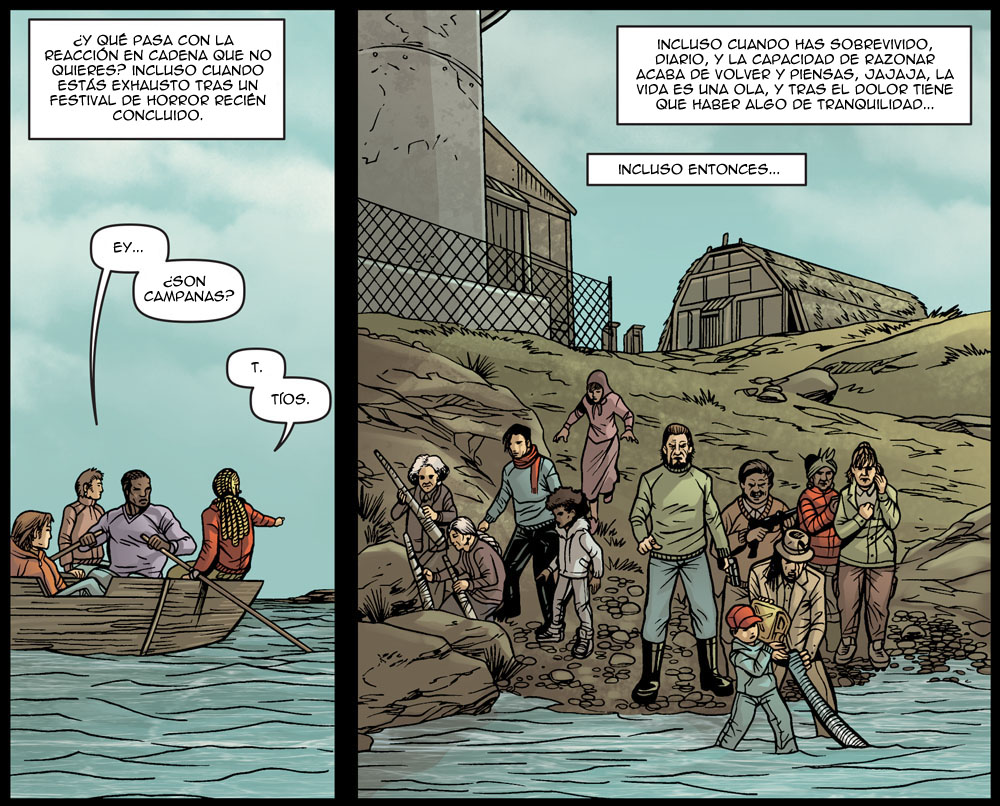 ¿Y QUÉ PASA CON LA
REACCIÓN EN CADENA QUE NO
QUIERES? INCLUSO CUANDO
ESTÁS EXHAUSTO TRAS UN
FESTIVAL DE HORROR RECIÉN
CONCLUIDO.
EY...
¿SON
CAMPANAS?
T.
TÍOS.
INCLUSO CUANDO HAS SOBREVIVIDO,
DIARIO, Y LA CAPACIDAD DE RAZONAR
ACABA DE VOLVER Y PIENSAS, JAJAJA, LA
VIDA ES UNA OLA, Y TRAS EL DOLOR TIENE
QUE HABER ALGO DE TRANQUILIDAD...
INCLUSO ENTONCES...